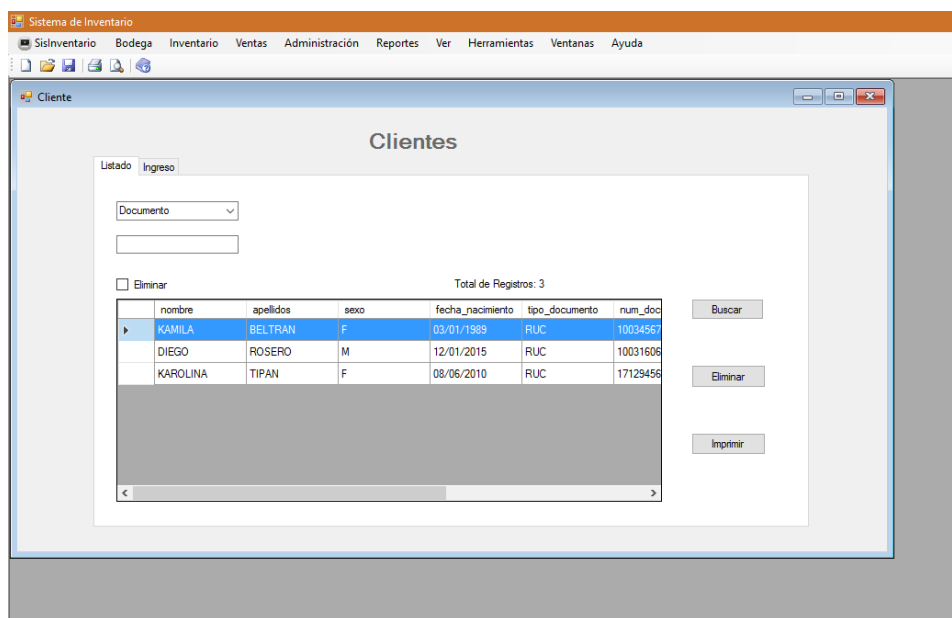 Sistema de Inventario
SisInventario Bodega Inventario Ventas Administración Reportes Ver Herramientas Ventanas Ayuda
Cliente
Clientes
Listado Ingreso
Documento
Eliminar Total de Registros: 3
nombre apellidos sexo fecha_nacimiento tipo_documento num_doc Buscar
KAMILA BELTRAN F 03/01/1989 RUC 10034567
DIEGO ROSERO M 12/01/2015 RUC 10031606
KAROLINA TIPAN F 08/06/2010 RUC 17129456 Eliminar
Imprimir